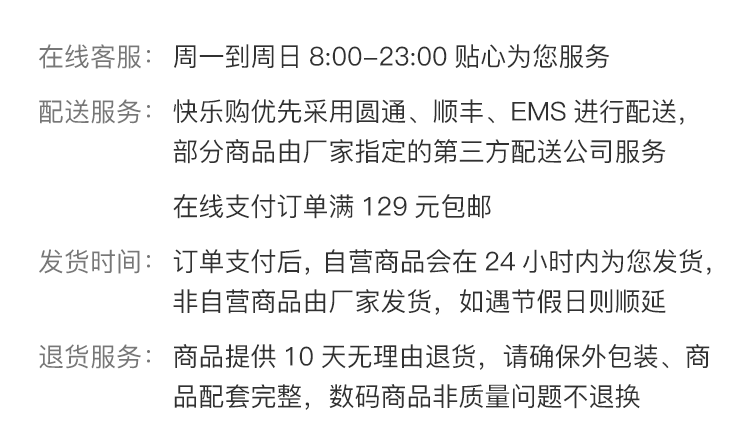 在线客服：周一到周日 8:00-23:00 贴心为您服务
配送服务：快乐购优先采用圆通、顺丰、EMS 进行配送，
部分商品由厂家指定的第三方配送公司服务
在线支付订单满 129 元包邮
发货时间：订单支付后，自营商品会在 24 小时内为您发货，
非自营商品由厂家发货，如遇节假日则顺延
退货服务：商品提供 10 天无理由退货，请确保外包装、商
品配套完整，数码商品非质量问题不退换